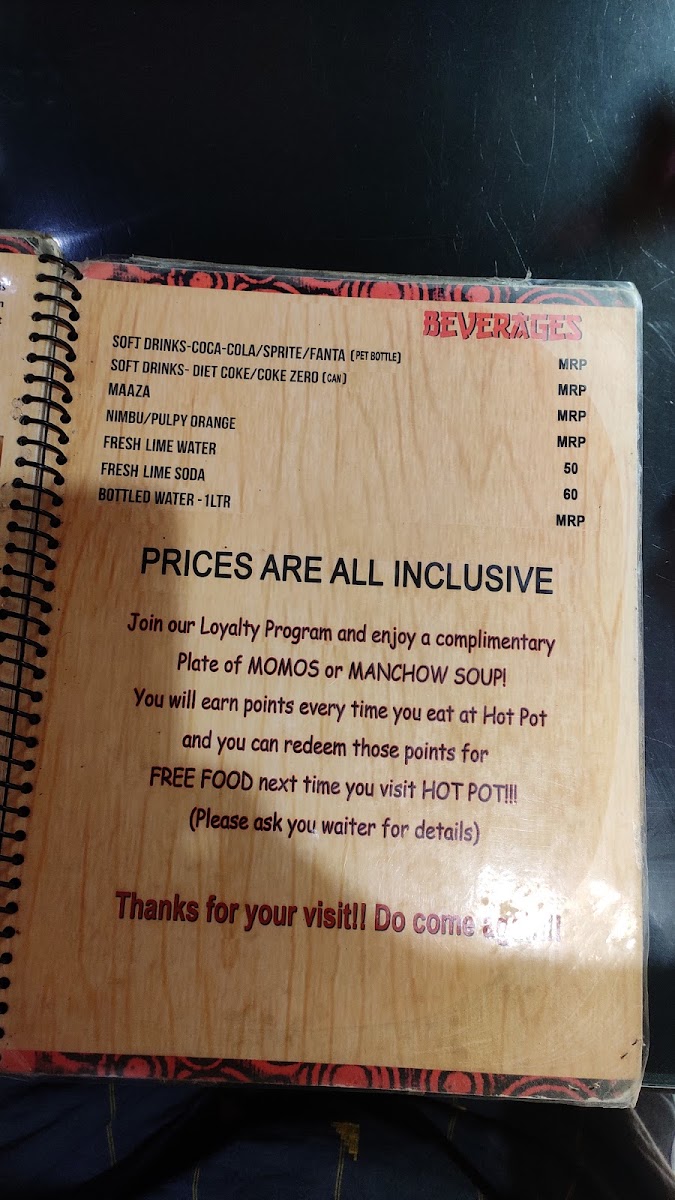 BEVERAGES
SOFT DRINKS-COCA-COLA/SPRITE/FANTA (PET BOTTLE) MRP
SOFT DRINKS- DIET COKE/COKE ZERO (CAN) MRP
MAAZA MRP
NIMBU/PULPY ORANGE MRP
FRESH LIME WATER 50
FRESH LIME SODA 60
BOTTLED WATER -1LTR MRP
PRICES ARE ALL INCLUSIVE
Join our Loyalty Program and enjoy a complimentary
Plate of MOMOS or MANCHOW SOUP!
You will earn points every time you eat at Hot Pot
and you can redeem those points for
FREE FOOD next time you visit HOT POT!!!
(Please ask you waiter for details)
Thanks for your visit!! Do come